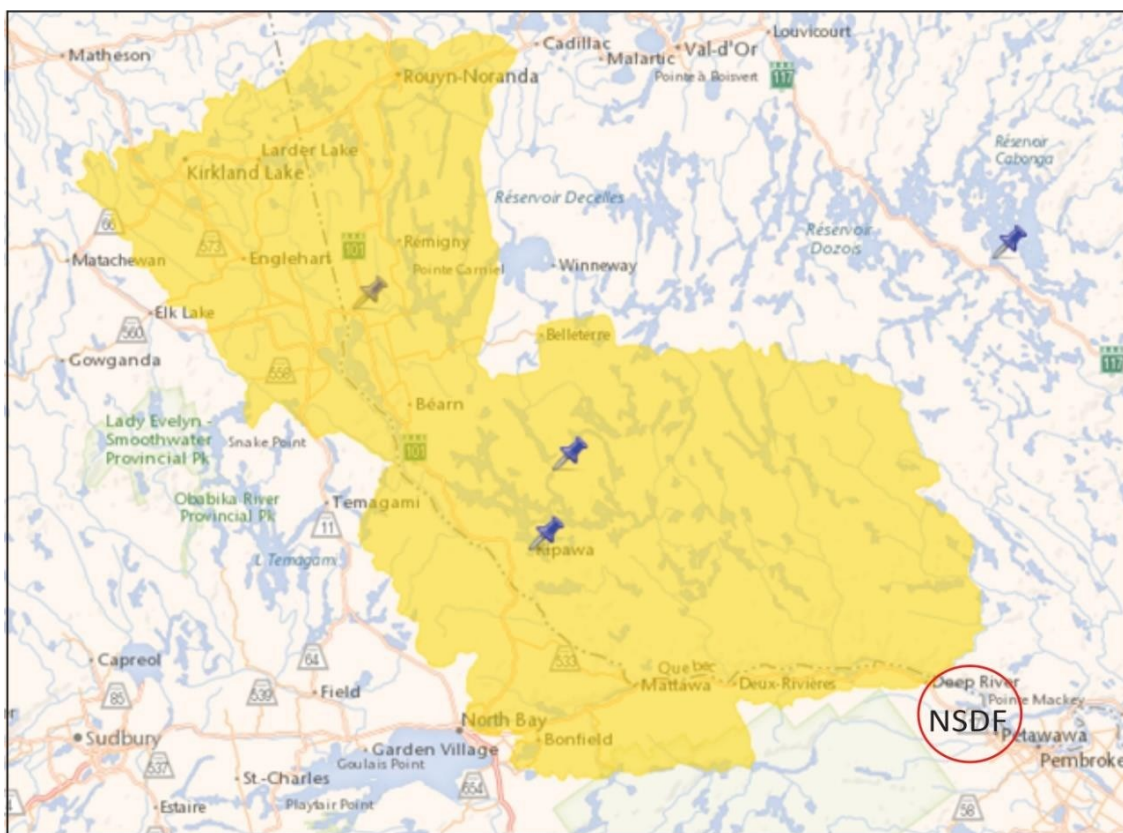 Matheson
Cadillac
Malartic
Val-d'Or
Louvicourt
Pointe à Boisvert
117
Rouyn-Noranda
Réservoir
Cabonga
Larder Lake
Kirkland Lake
Réservoir Decelles
66
573
101
Rémigny
Réservoir
Dozois
Matachewan
Englehart
Pointe Carriel
Winneway
Elk Lake
560
Belleterre
Gowganda
558
117
Béarn
Lady Evelyn -
Smoothwater
Provincial Pk
Snake Point
101
Obabika River
Provincial Pk
Temagami
11
L Temagami
Kipawa
Capreol
64
533
Quebec
Mattawa
Deux-Rivières
Deep River
Pointe Mackey
85
539
Field
NSDF
North Bay
Petawawa
Sudbury
Garden Village
Bonfield
Pembroke
537
Goulais Point
St.-Charles
654
Playfair Point
Estaire
58